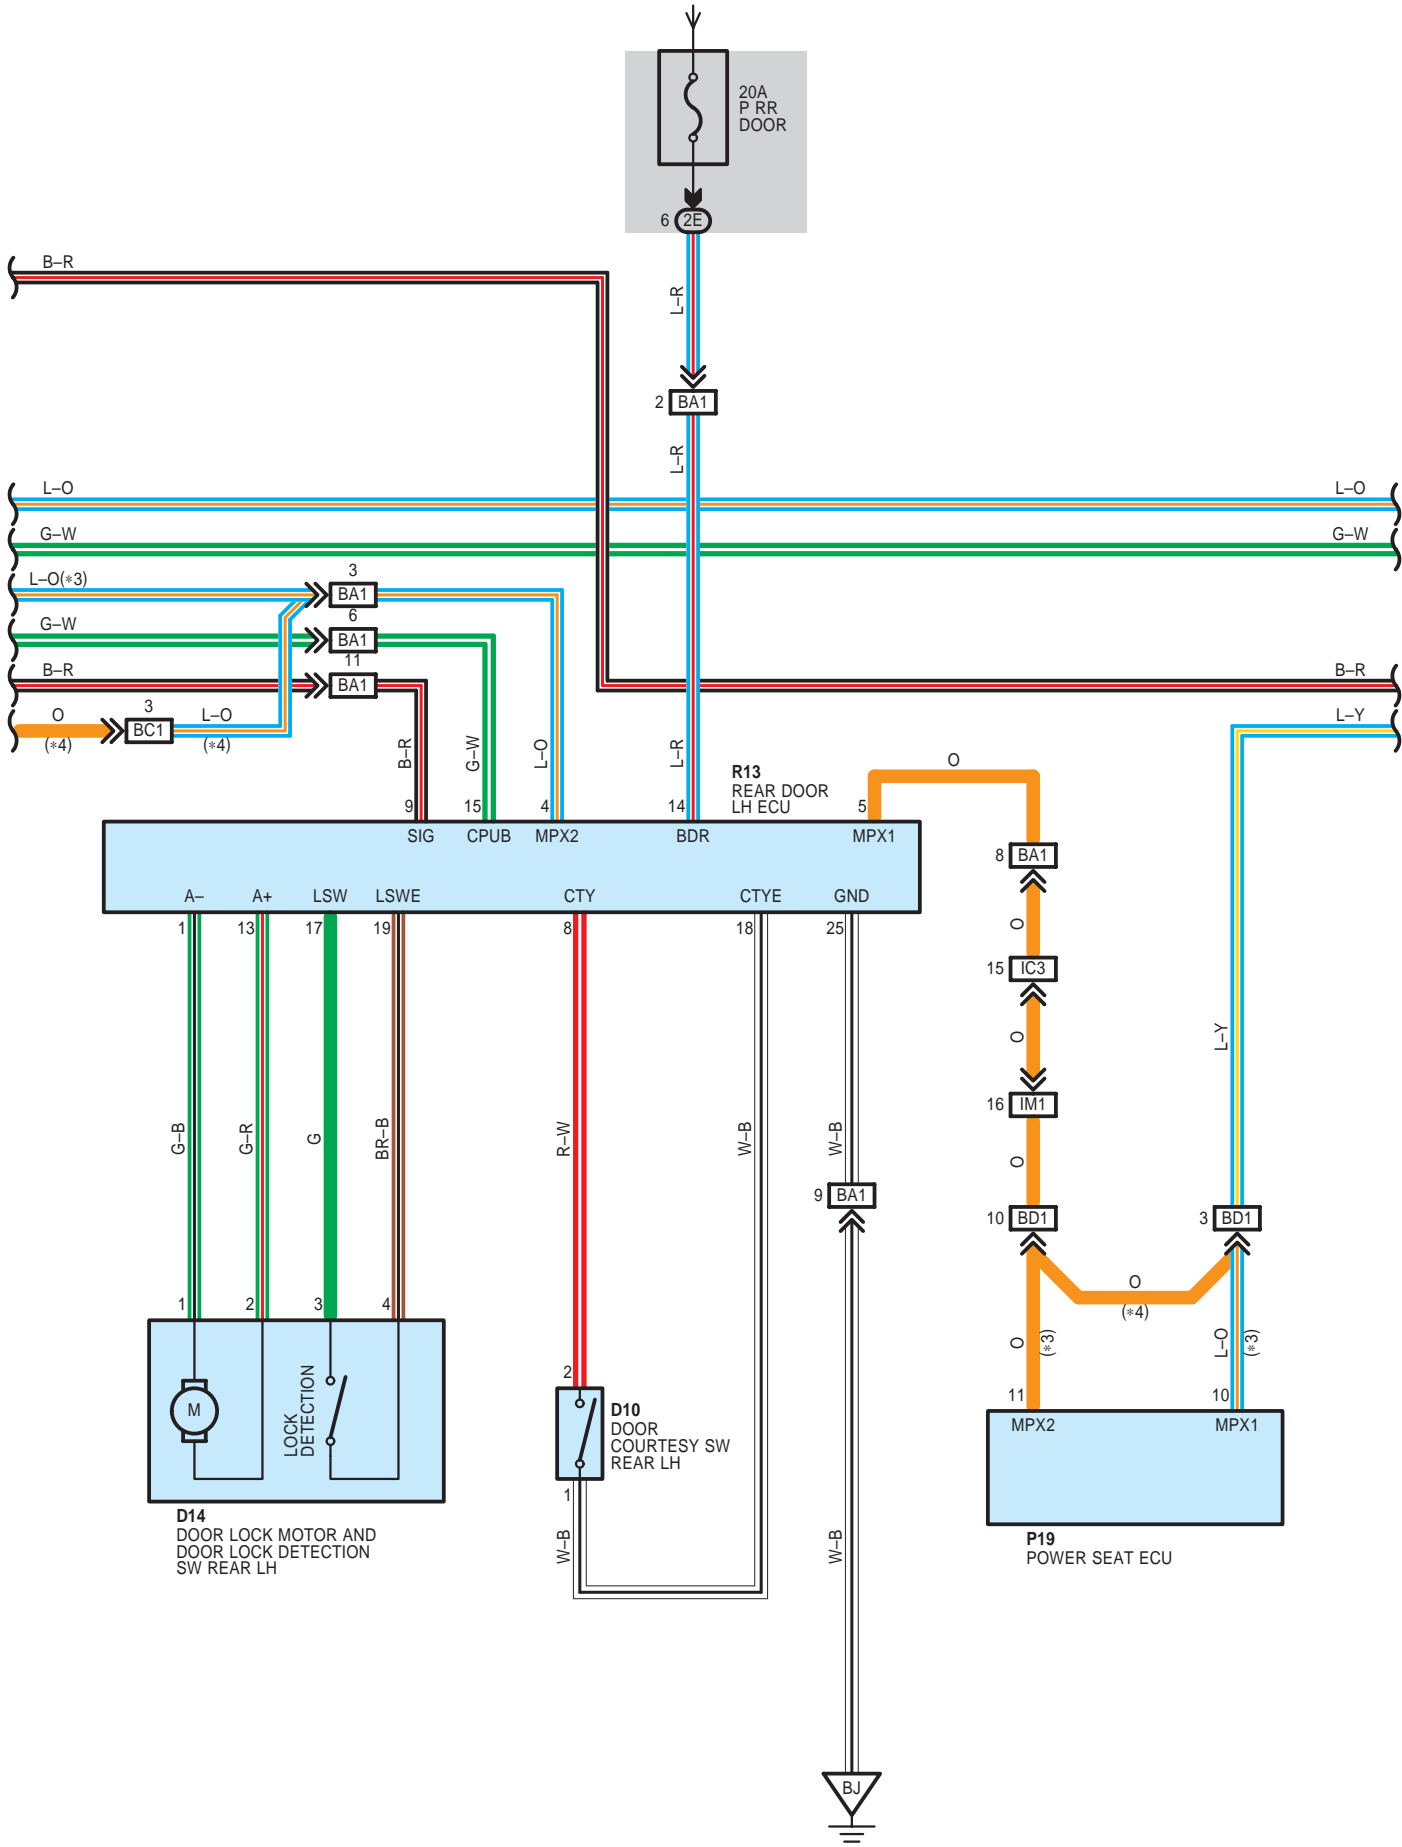 20A
P RR
DOOR
6 2E
B–R
L–R
2 BA1
L–R
L–O L–O
G–W G–W
L–O(∗3)
3
BA1
G–W
6
BA1
B–R
11
BA1
B–R
O
(∗4)
3
BC1
L–O
(∗4)
L–Y
B–R
G–W
L–O
L–R
R13
REAR DOOR
LH ECU
O
9 15 4 14 5
SIG CPUB MPX2 BDR MPX1
8 BA1
A– A+ LSW LSWE CTY CTYE GND
1 13 17 19 8 18 25
O
15 IC3
O
L–Y
16 IM1
G–B
G–R
G
BR–B
R–W
W–B
W–B
O
9 BA1
10 BD1
3 BD1
O
(∗4)
1 2 3 4
O
(∗3)
L–O
(∗3)
M
LOCK
DETECTION
2
D10
DOOR
COURTESY SW
REAR LH
1
11 10
MPX2 MPX1
D14
DOOR LOCK MOTOR AND
DOOR LOCK DETECTION
SW REAR LH
W–B
W–B
P19
POWER SEAT ECU
BJ